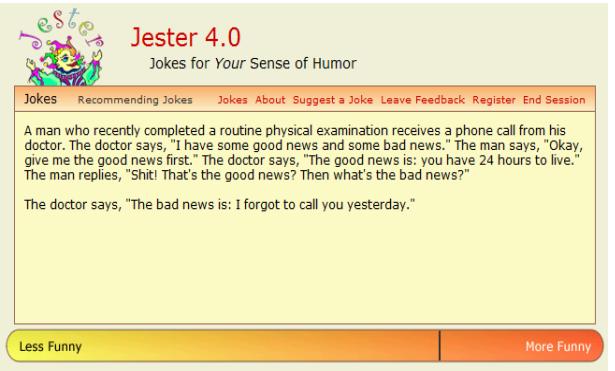 Jester
Jester 4.0
Jokes for Your Sense of Humor
Jokes Recommending Jokes Jokes About Suggest a Joke Leave Feedback Register End Session
A man who recently completed a routine physical examination receives a phone call from his
doctor. The doctor says, "I have some good news and some bad news." The man says, "Okay,
give me the good news first." The doctor says, "The good news is: you have 24 hours to live."
The man replies, "Shit! That's the good news? Then what's the bad news?"
The doctor says, "The bad news is: I forgot to call you yesterday."
Less Funny More Funny